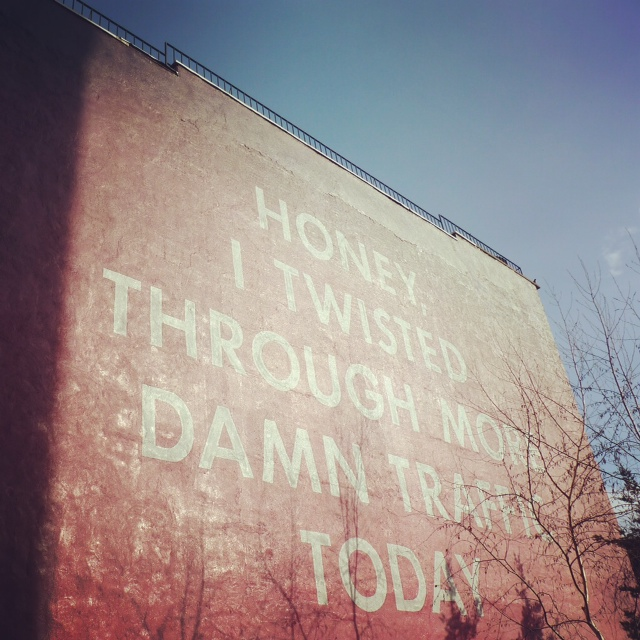 HONEY,
I TWISTED
THROUGH MORE
DAMN TRAFFIC
TODAY